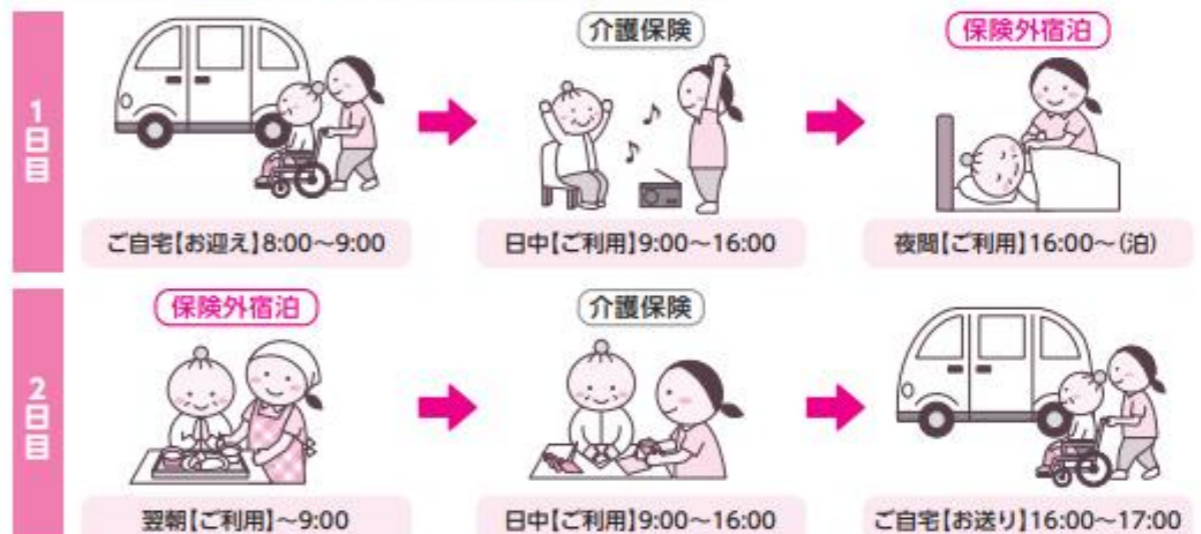 1日目
介護保険
保険外宿泊
ご自宅【お迎え】8:00～9:00
日中【ご利用】9:00～16:00
夜間【ご利用】16:00～(泊)
2日目
保険外宿泊
介護保険
翌朝【ご利用】～9:00
日中【ご利用】9:00～16:00
ご自宅【お送り】16:00～17:00